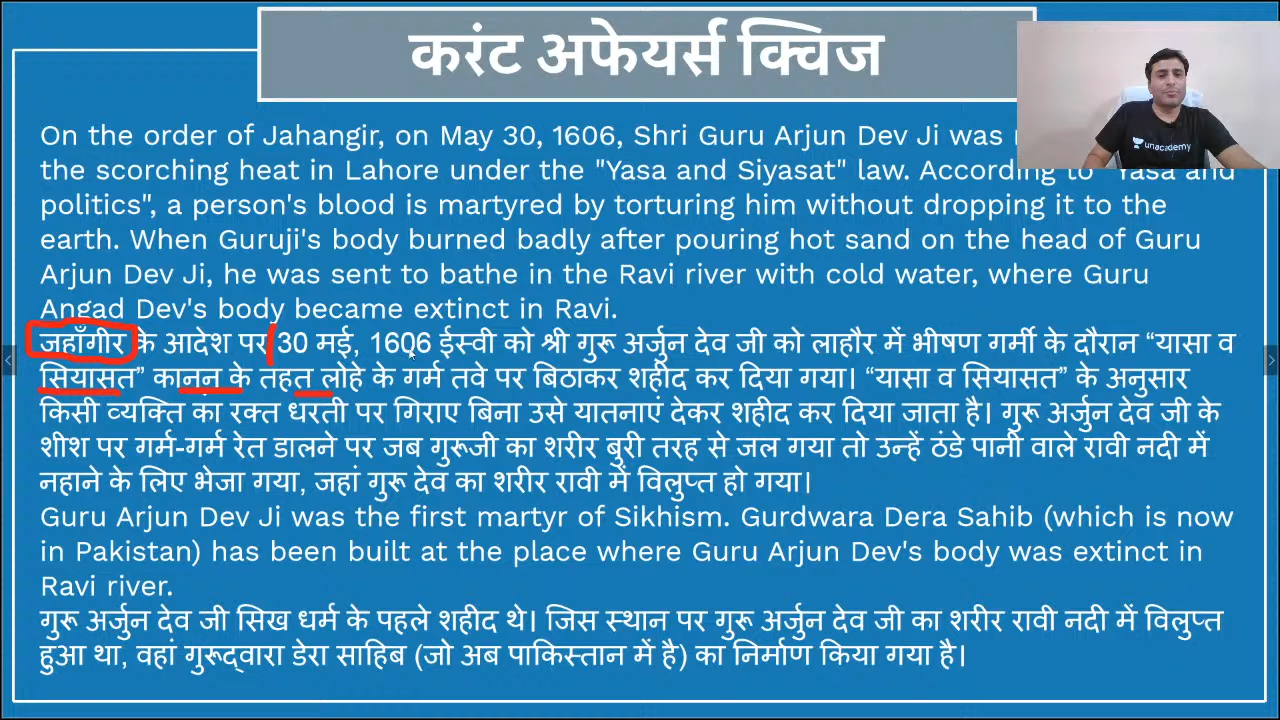 करंट अफेयर्स क्विज
unacademy
On the order of Jahangir, on May 30, 1606, Shri Guru Arjun Dev Ji was
the scorching heat in Lahore under the "Yasa and Siyasat" law. According to "Yasa and
politics", a person's blood is martyred by torturing him without dropping it to the
earth. When Guruji's body burned badly after pouring hot sand on the head of Guru
Arjun Dev Ji, he was sent to bathe in the Ravi river with cold water, where Guru
Angad Dev's body became extinct in Ravi.
जहाँगीर के आदेश पर 30 मई, 1606 ईस्वी को श्री गुरू अर्जुन देव जी को लाहौर में भीषण गर्मी के दौरान “यासा व
सियासत” कानून के तहत लोहे के गर्म तवे पर बिठाकर शहीद कर दिया गया। “यासा व सियासत” के अनुसार
किसी व्यक्ति का रक्त धरती पर गिराए बिना उसे यातनाएं देकर शहीद कर दिया जाता है। गुरू अर्जुन देव जी के
शीश पर गर्म-गर्म रेत डालने पर जब गुरूजी का शरीर बुरी तरह से जल गया तो उन्हें ठंडे पानी वाले रावी नदी में
नहाने के लिए भेजा गया, जहां गुरू देव का शरीर रावी में विलुप्त हो गया।
Guru Arjun Dev Ji was the first martyr of Sikhism. Gurdwara Dera Sahib (which is now
in Pakistan) has been built at the place where Guru Arjun Dev's body was extinct in
Ravi river.
गुरू अर्जुन देव जी सिख धर्म के पहले शहीद थे। जिस स्थान पर गुरू अर्जुन देव जी का शरीर रावी नदी में विलुप्त
हुआ था, वहां गुरूद्वारा डेरा साहिब (जो अब पाकिस्तान में है) का निर्माण किया गया है।